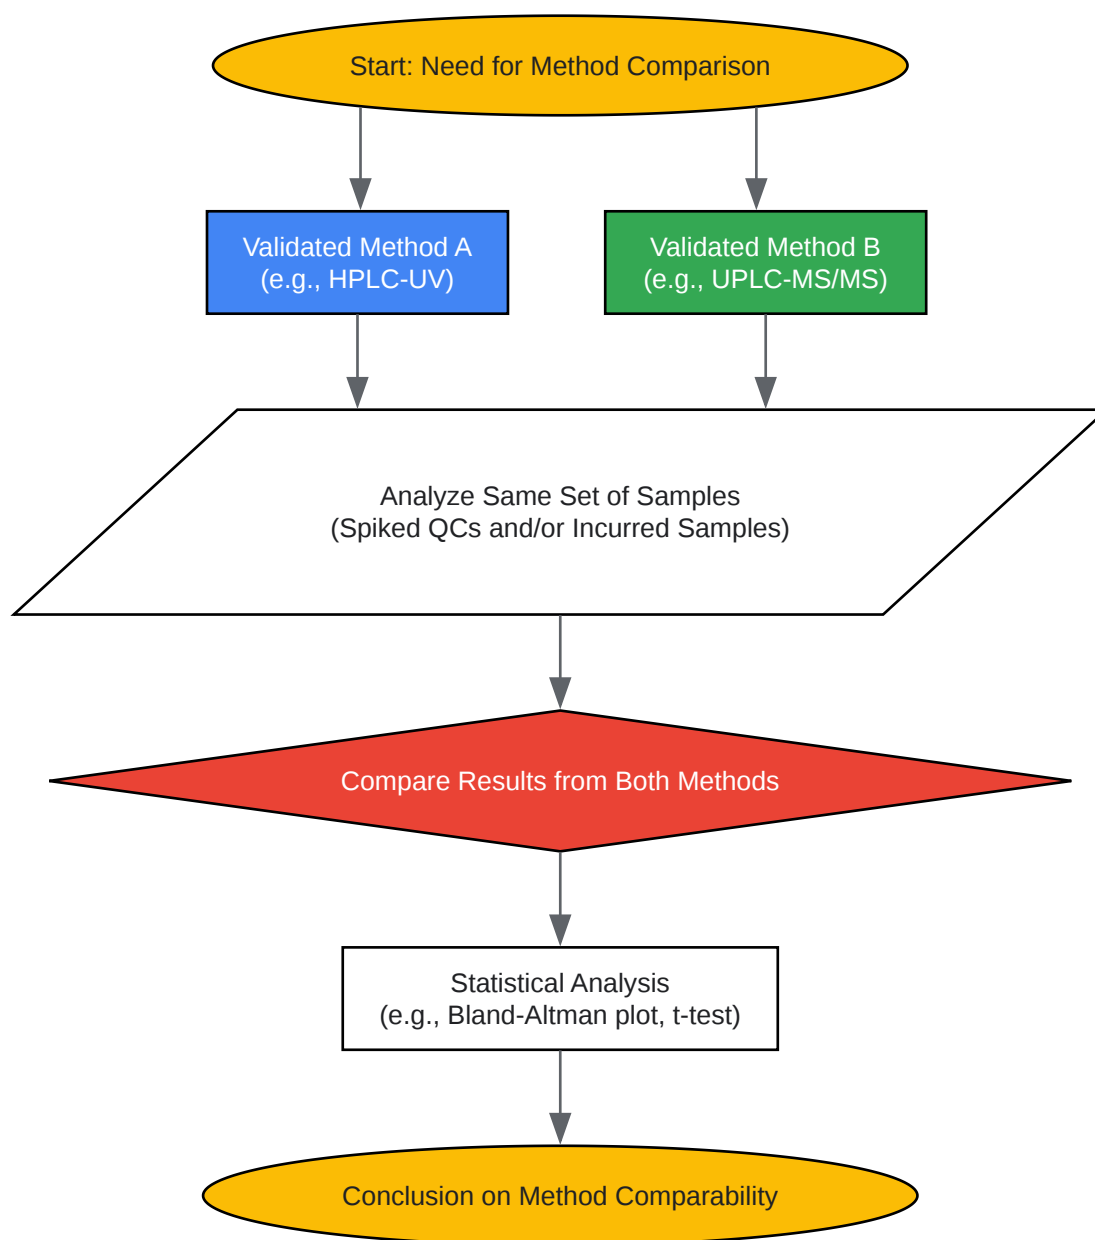 Start: Need for Method Comparison
Validated Method A
(e.g., HPLC-UV)
Validated Method B
(e.g., UPLC-MS/MS)
Analyze Same Set of Samples
(Spiked QCs and/or Incurred Samples)
Compare Results from Both Methods
Statistical Analysis
(e.g., Bland-Altman plot, t-test)
Conclusion on Method Comparability